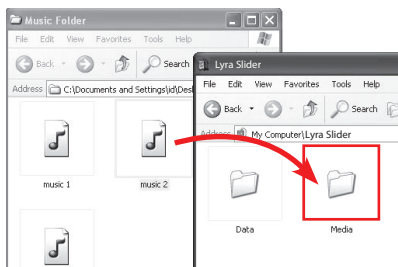 Music Folder
File Edit View Favorites Tools Help
Back Search
Address C:\Documents and Settings\jd\Desk
music 1 music 2
Lyra Slider
File Edit View Favorites Tools Help
Back Search
Address My Computer\Lyra Slider
Data Media